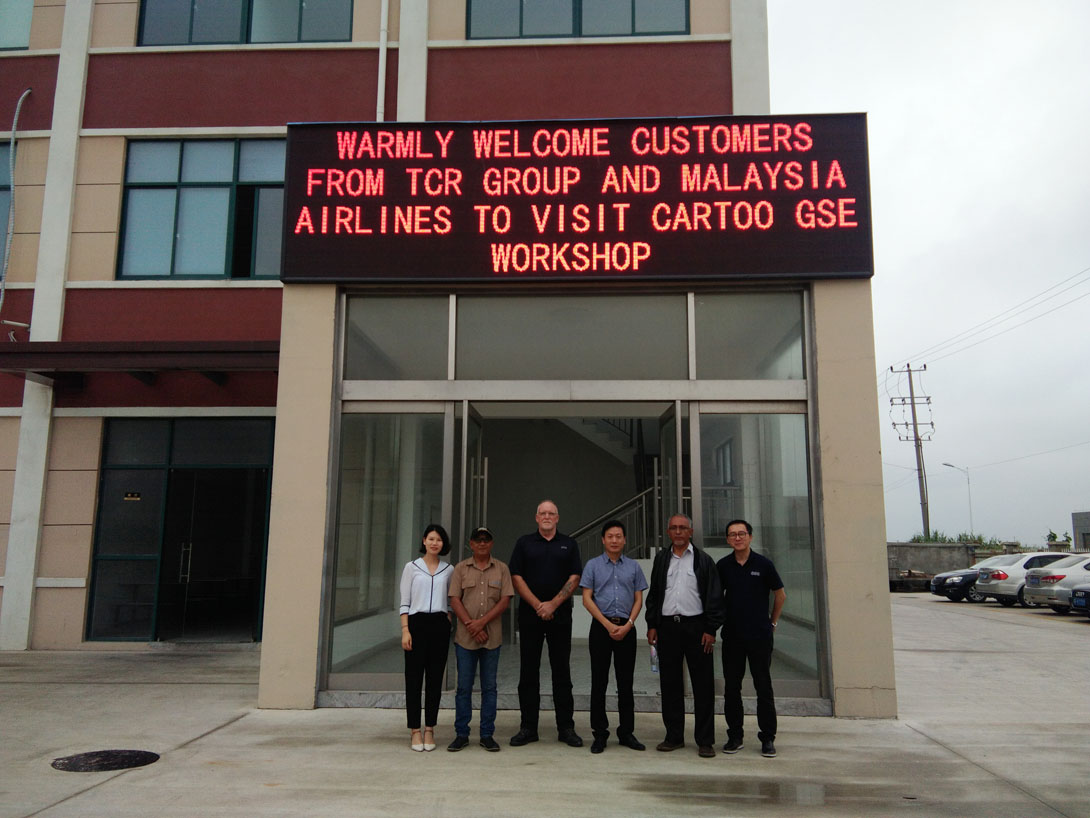 WARMLY WELCOME CUSTOMERS
FROM TCR GROUP AND MALAYSIA
AIRLINES TO VISIT CARTOO GSE
WORKSHOP